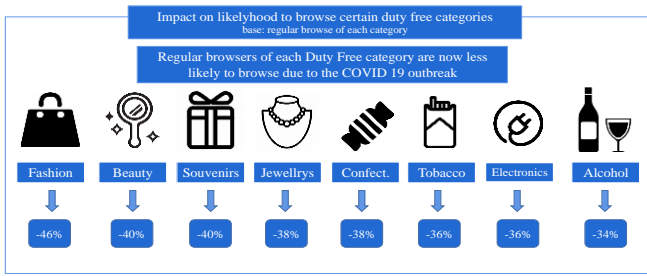 Impact on likelyhood to browse certain duty free categories
base: regular browse of each category
Regular browsers of each Duty Free category are now less
likely to browse due to the COVID 19 outbreak
Fashion Beauty Souvenirs Jewellrys Confect. Tobacco Electronics Alcohol
-46% -40% -40% -38% -38% -36% -36% -34%